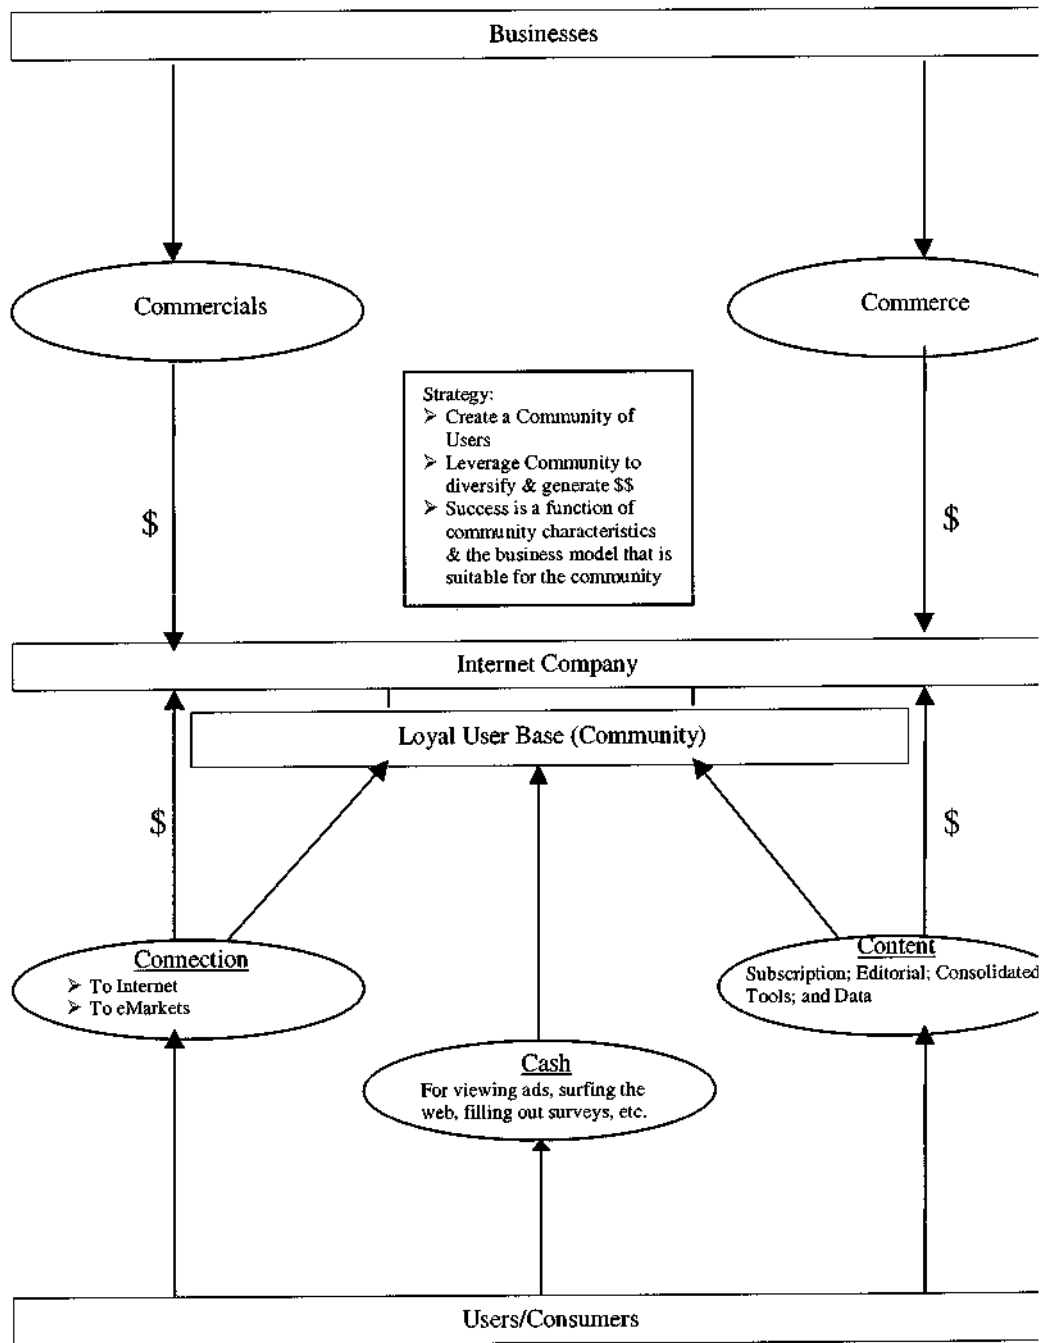 Businesses
Commercials
Commerce
Strategy:
➢ Create a Community of
Users
➢ Leverage Community to
diversify & generate $$
➢ Success is a function of
community characteristics
& the business model that is
suitable for the community
$
$
Internet Company
Loyal User Base (Community)
$
$
Connection
➢ To Internet
➢ To eMarkets
Content
Subscription; Editorial; Consolidated
Tools; and Data
Cash
For viewing ads, surfing the
web, filling out surveys, etc.
Users/Consumers